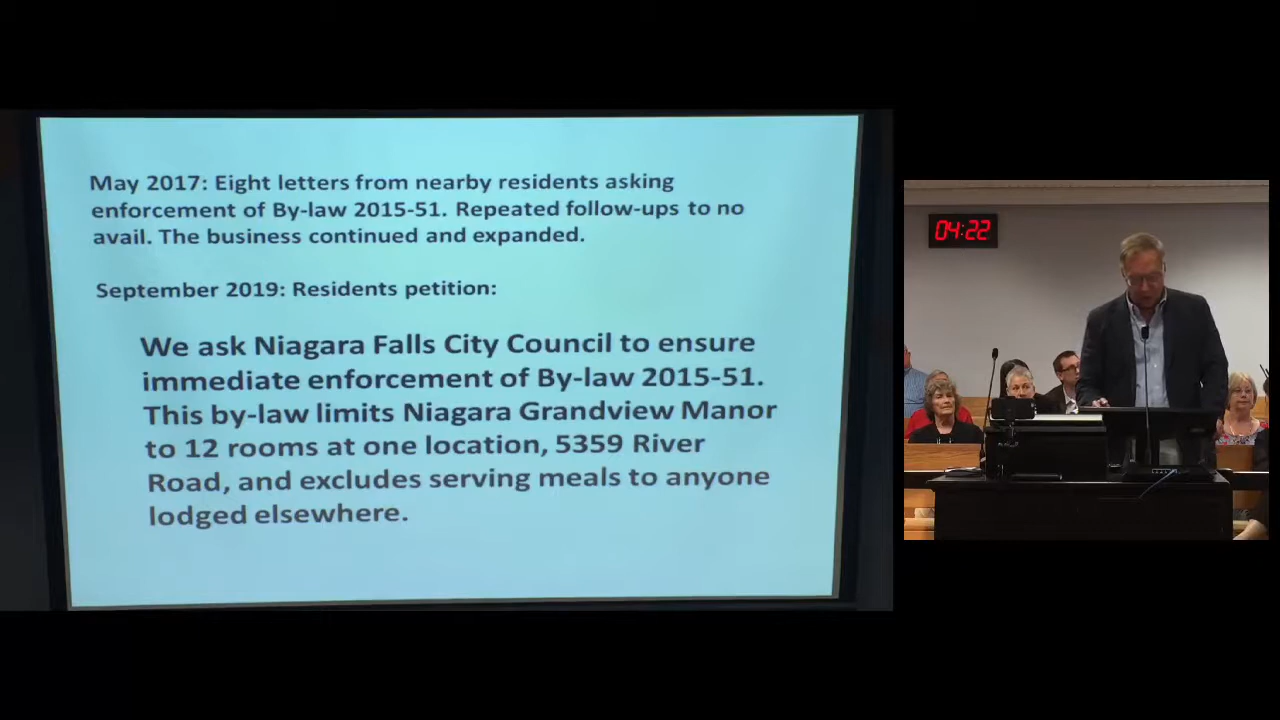 May 2017: Eight letters from nearby residents asking
enforcement of By-law 2015-51. Repeated follow-ups to no
avail. The business continued and expanded.
September 2019: Residents petition:
We ask Niagara Falls City Council to ensure
immediate enforcement of By-law 2015-51.
This by-law limits Niagara Grandview Manor
to 12 rooms at one location, 5359 River
Road, and excludes serving meals to anyone
lodged elsewhere.
04:22